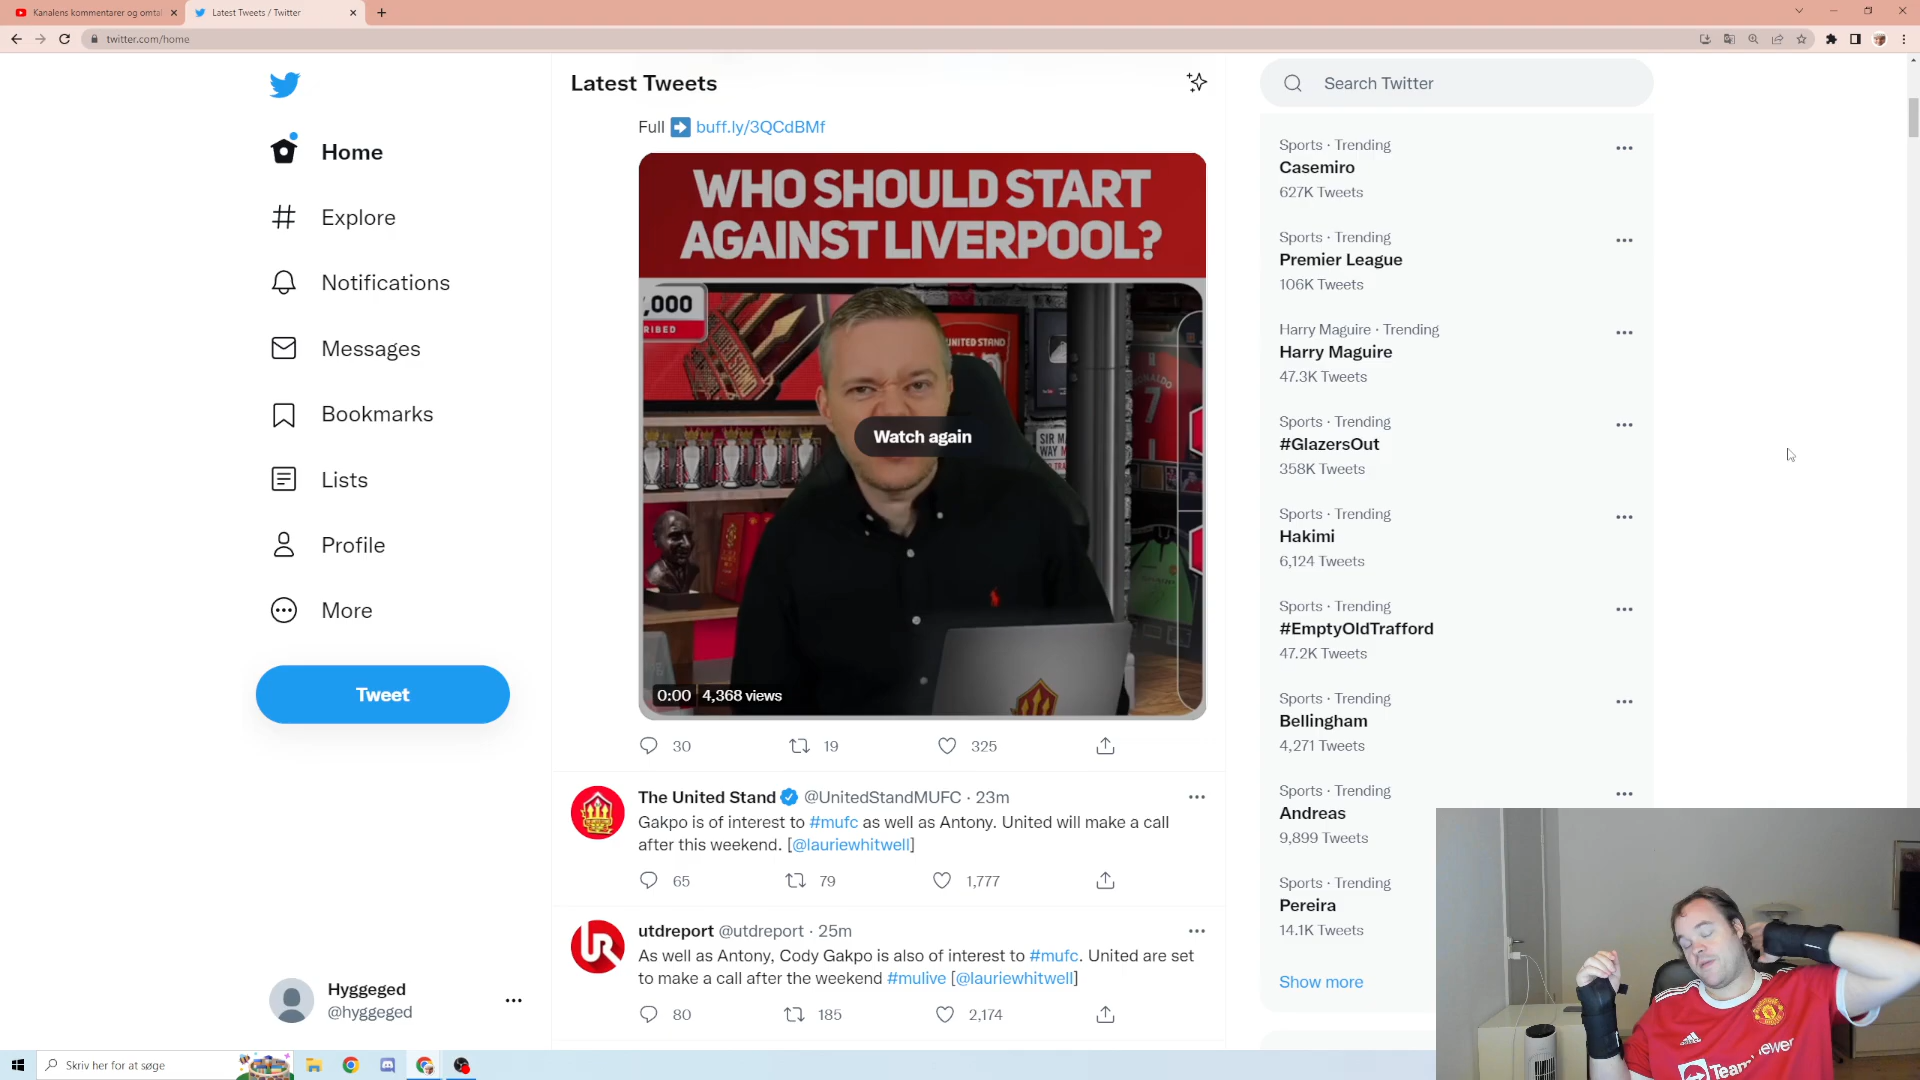 Kanalens kommentarer og omtal
Latest Tweets / Twitter
twitter.com/home
Home
Explore
Notifications
Messages
Bookmarks
Lists
Profile
More
Tweet
Hyggeged
@hyggeged
Latest Tweets
Full ➡️ buff.ly/3QCdBMf
WHO SHOULD START
AGAINST LIVERPOOL?
,000
RIBED
UNITED STAND
RONALDO
7
SIR M
WAY M
Watch again
0:00 4,368 views
30 19 325
The United Stand @UnitedStandMUFC · 23m
Gakpo is of interest to #mufc as well as Antony. United will make a call
after this weekend. [@lauriewhitwell]
65 79 1,777
utdreport @utdreport · 25m
As well as Antony, Cody Gakpo is also of interest to #mufc. United are set
to make a call after the weekend #mulive [@lauriewhitwell]
80 185 2,174
Search Twitter
Sports · Trending
Casemiro
627K Tweets
Sports · Trending
Premier League
106K Tweets
Harry Maguire · Trending
Harry Maguire
47.3K Tweets
Sports · Trending
#GlazersOut
358K Tweets
Sports · Trending
Hakimi
6,124 Tweets
Sports · Trending
#EmptyOldTrafford
47.2K Tweets
Sports · Trending
Bellingham
4,271 Tweets
Sports · Trending
Andreas
9,899 Tweets
Sports · Trending
Pereira
14.1K Tweets
Show more
Skriv her for at søge